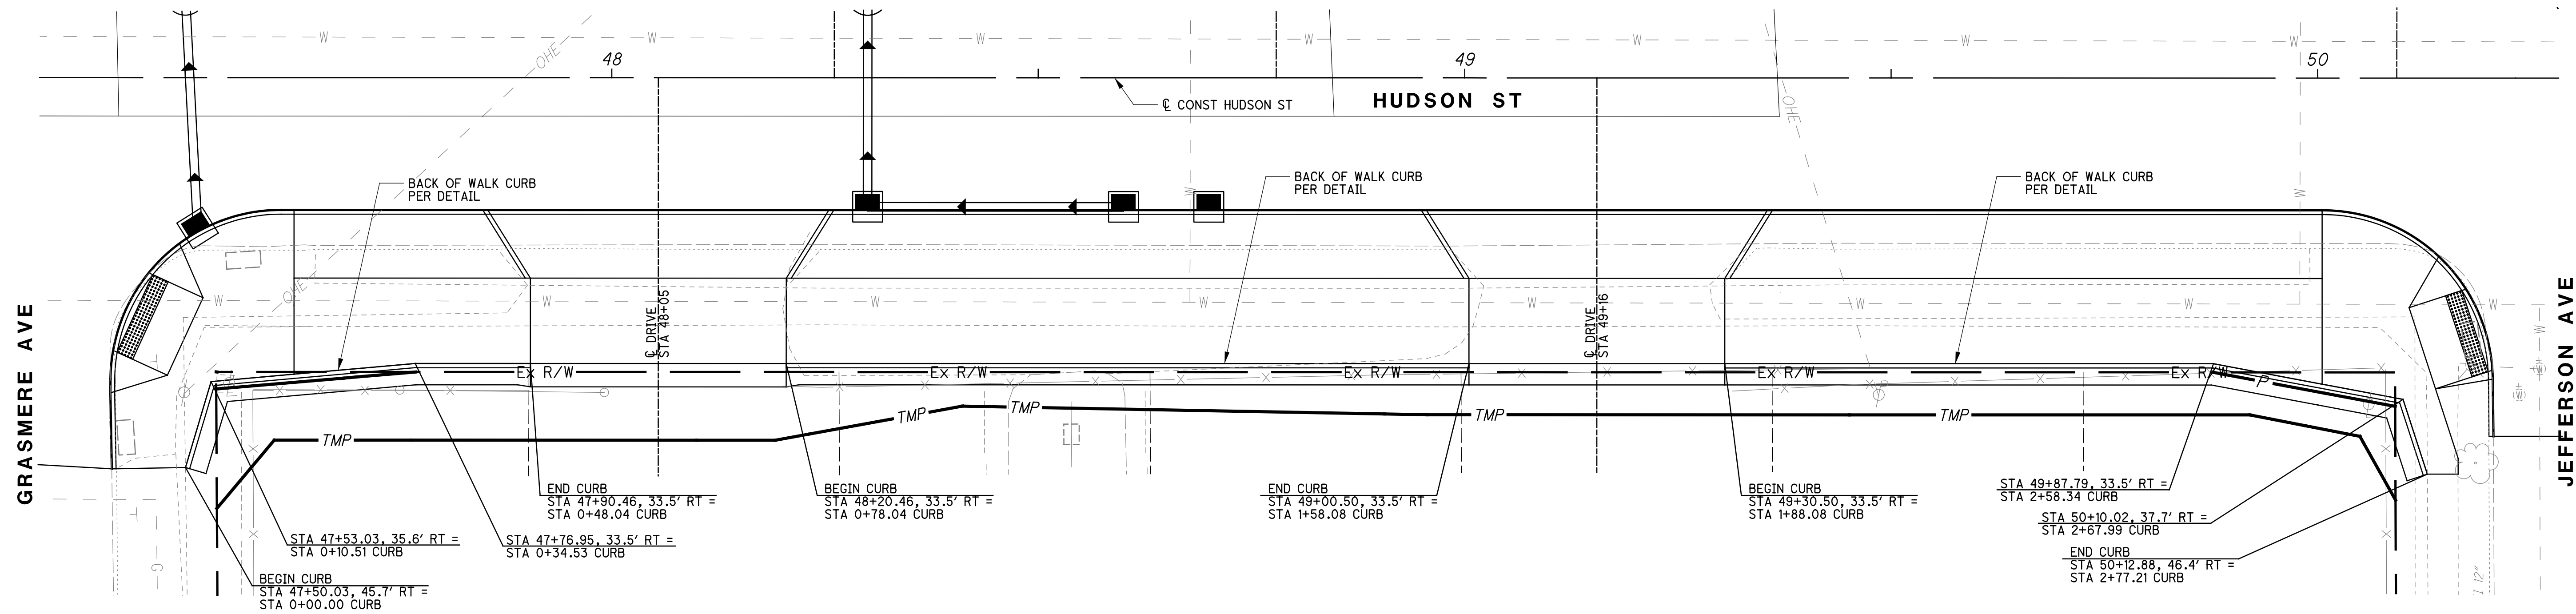 W W W W W W W
OHE
48 49 50
℄ CONST HUDSON ST
HUDSON ST
OHE
BACK OF WALK CURB
PER DETAIL
BACK OF WALK CURB
PER DETAIL
BACK OF WALK CURB
PER DETAIL
W W
OHE
W W W W W W W W
GRASMERE AVE
℄ DRIVE
STA 48+05
℄ DRIVE
STA 49+16
JEFFERSON AVE
W
T
Ex R/W Ex R/W Ex R/W Ex R/W Ex R/W
P
(W)
TMP TMP TMP TMP TMP
END CURB
STA 47+90.46, 33.5' RT =
STA 0+48.04 CURB
BEGIN CURB
STA 48+20.46, 33.5' RT =
STA 0+78.04 CURB
END CURB
STA 49+00.50, 33.5' RT =
STA 1+58.08 CURB
BEGIN CURB
STA 49+30.50, 33.5' RT =
STA 1+88.08 CURB
STA 49+87.79, 33.5' RT =
STA 2+58.34 CURB
STA 50+10.02, 37.7' RT =
STA 2+67.99 CURB
STA 47+53.03, 35.6' RT =
STA 0+10.51 CURB
STA 47+76.95, 33.5' RT =
STA 0+34.53 CURB
END CURB
STA 50+12.88, 46.4' RT =
STA 2+77.21 CURB
BEGIN CURB
STA 47+50.03, 45.7' RT =
STA 0+00.00 CURB
T
G
12"